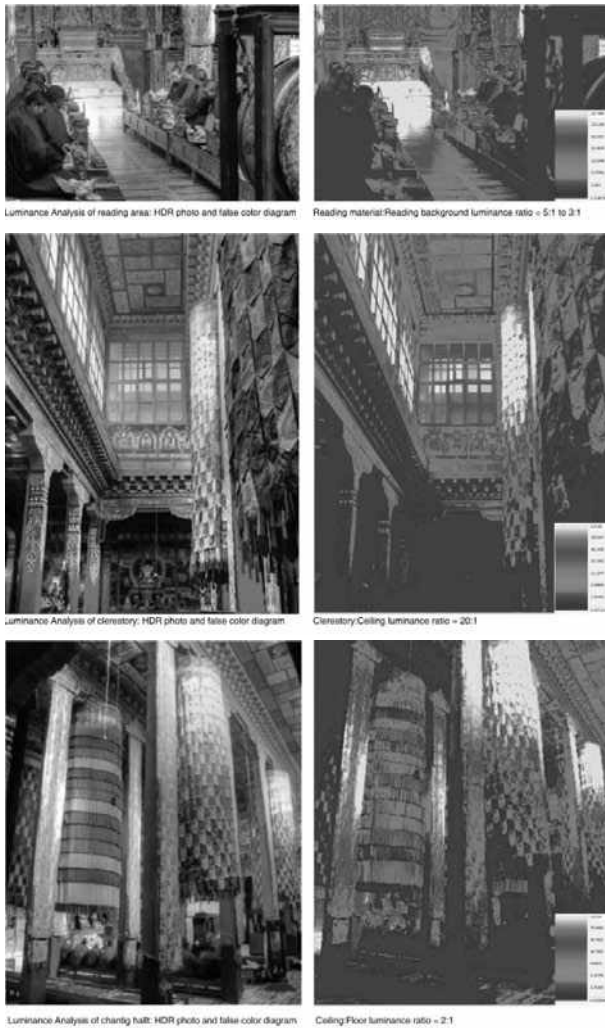 Luminance Analysis of reading area: HDR photo and false color diagram
Reading material:Reading background luminance ratio < 5:1 to 3:1
Luminance Analysis of clerestory: HDR photo and false color diagram
Clerestory:Ceiling luminance ratio = 20:1
Luminance Analysis of chantig hallt: HDR photo and false color diagram
Ceiling:Floor luminance ratio = 2:1